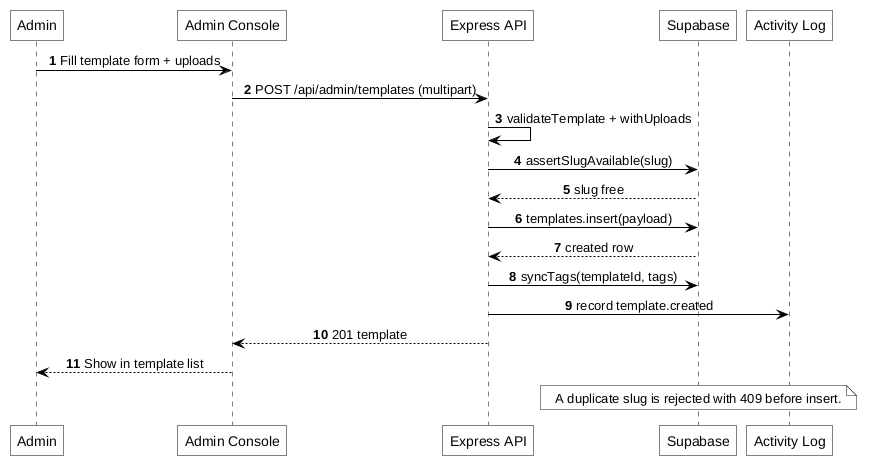 Admin
Admin Console
Express API
Supabase
Activity Log
1 Fill template form + uploads
2 POST /api/admin/templates (multipart)
3 validateTemplate + withUploads
4 assertSlugAvailable(slug)
5 slug free
6 templates.insert(payload)
7 created row
8 syncTags(templateId, tags)
9 record template.created
10 201 template
11 Show in template list
A duplicate slug is rejected with 409 before insert.
Admin
Admin Console
Express API
Supabase
Activity Log